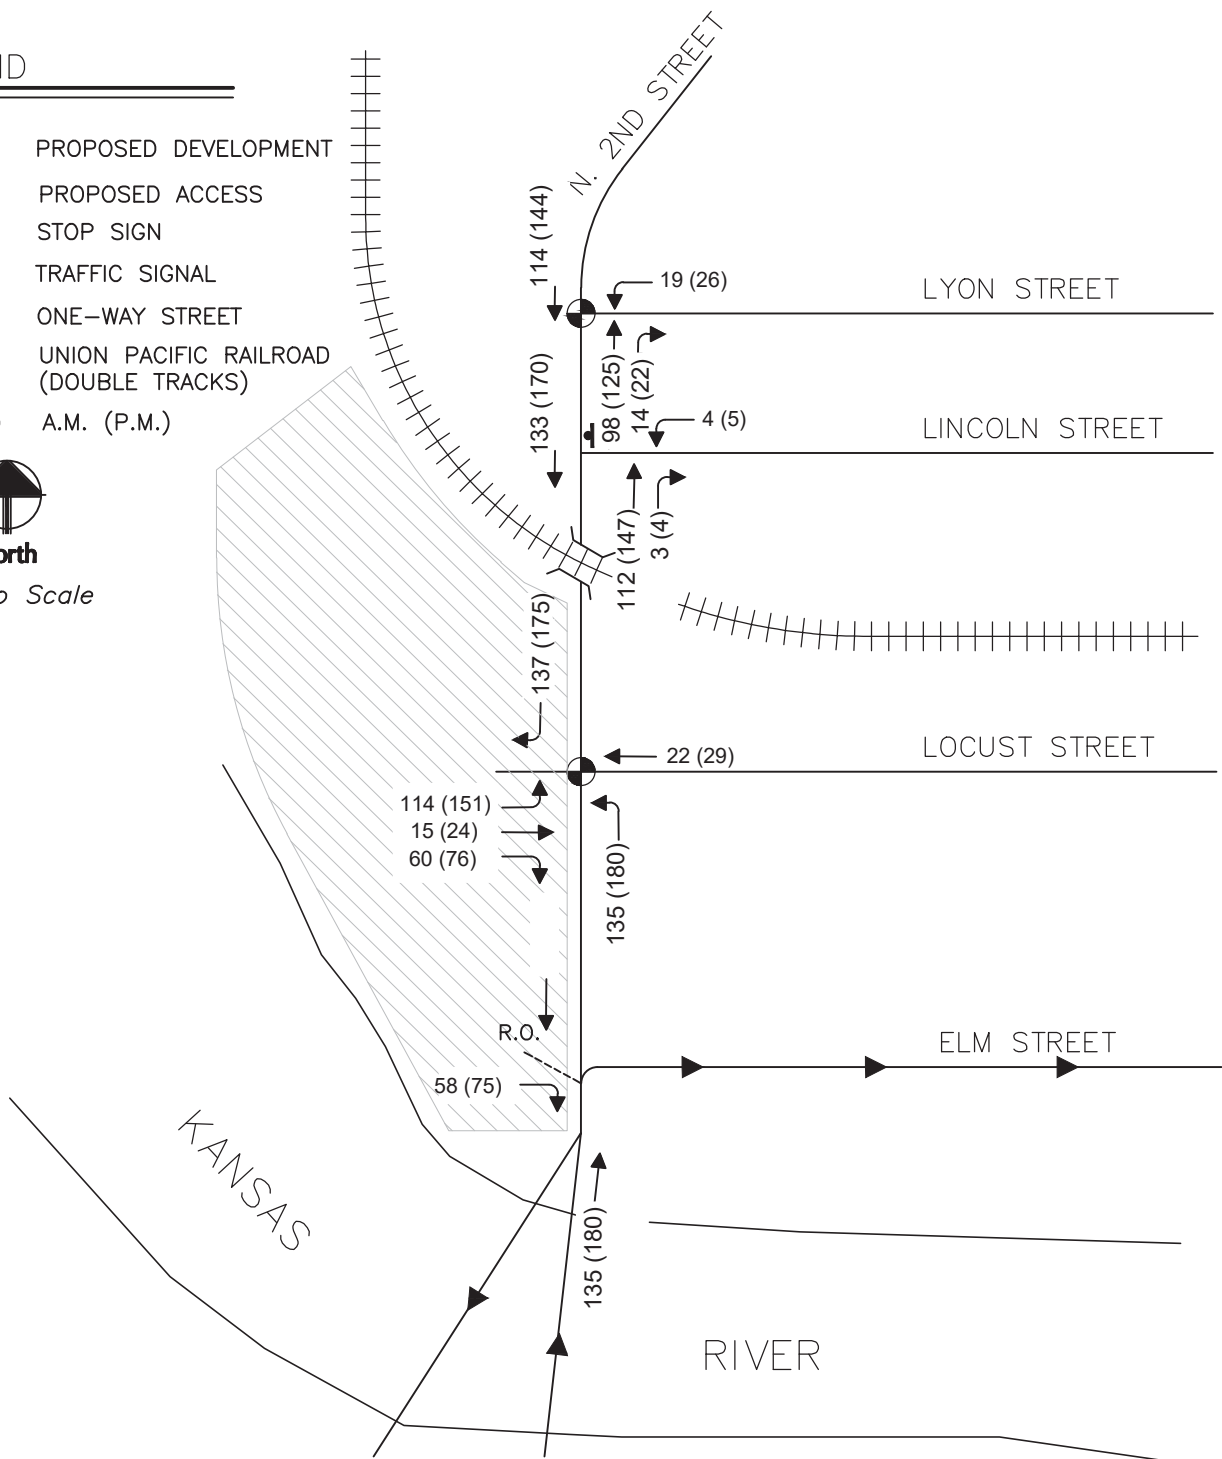 ND
PROPOSED DEVELOPMENT
PROPOSED ACCESS
STOP SIGN
TRAFFIC SIGNAL
ONE-WAY STREET
UNION PACIFIC RAILROAD
(DOUBLE TRACKS)
A.M. (P.M.)
orth
o Scale
N. 2ND STREET
114 (144)
19 (26)
LYON STREET
133 (170)
98 (125)
14 (22)
4 (5)
LINCOLN STREET
112 (147)
3 (4)
137 (175)
22 (29)
LOCUST STREET
114 (151)
15 (24)
60 (76)
135 (180)
R.O.
ELM STREET
58 (75)
KANSAS
135 (180)
RIVER